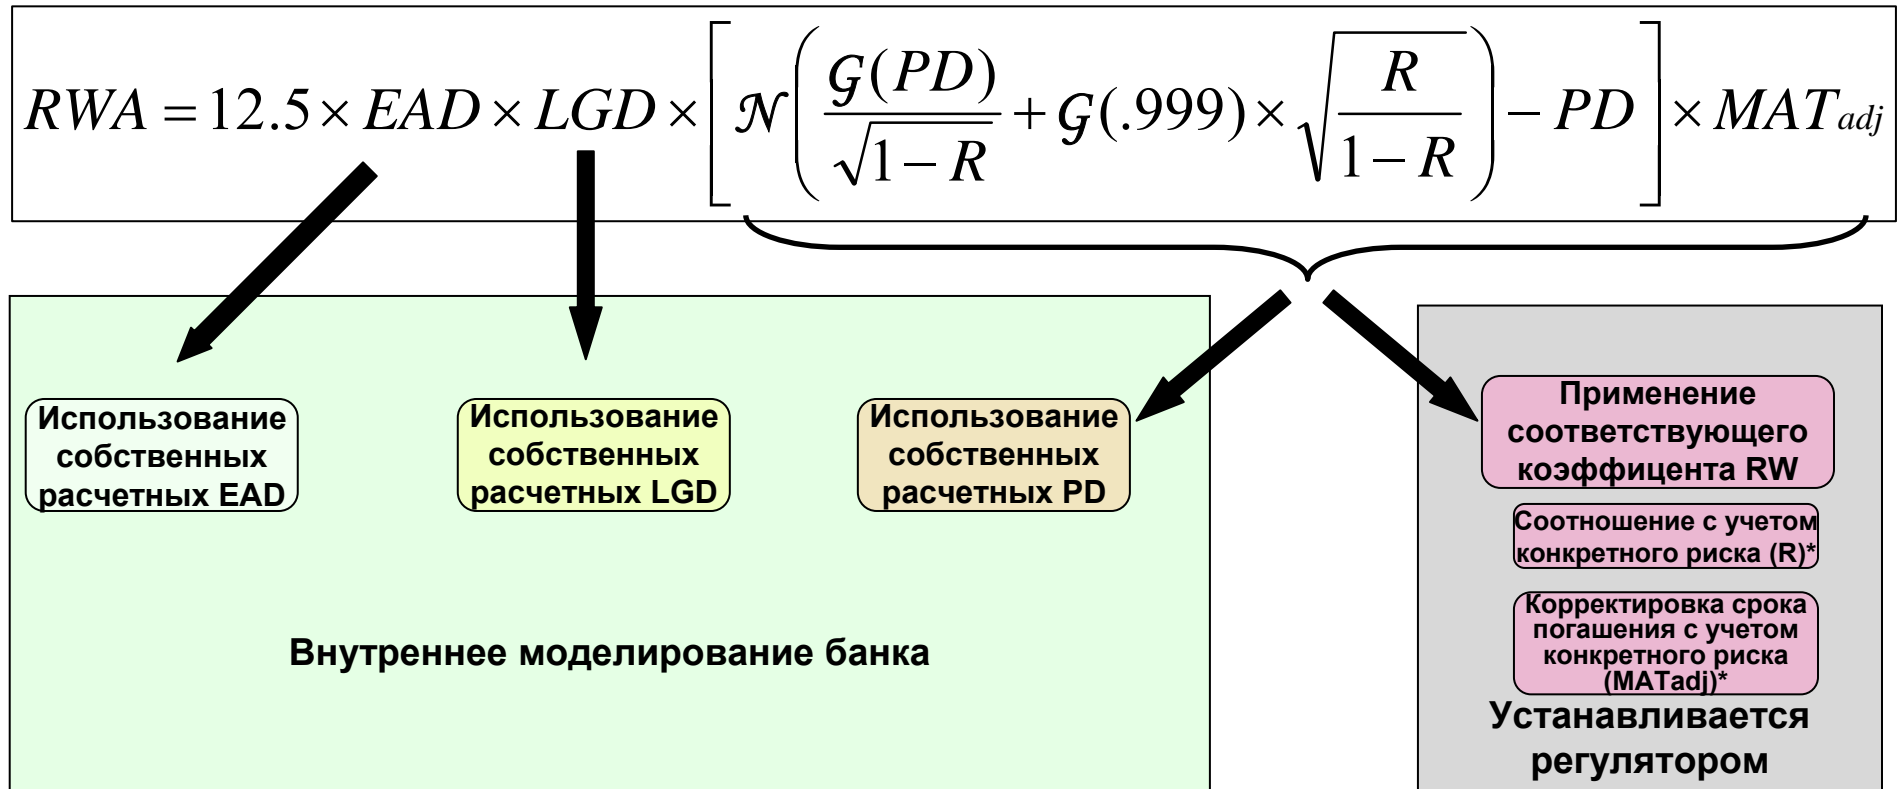 RWA = 12.5 × EAD × LGD × [ 𝒩 ( 𝒢(PD) / √(1 − R) + 𝒢(.999) × √(R / (1 − R)) ) − PD ] × MATadj
Использование
собственных
расчетных EAD
Использование
собственных
расчетных LGD
Использование
собственных
расчетных PD
Внутреннее моделирование банка
Применение
соответствующего
коэффицента RW
Соотношение с учетом
конкретного риска (R)*
Корректировка срока
погашения с учетом
конкретного риска
(MATadj)*
Устанавливается
регулятором